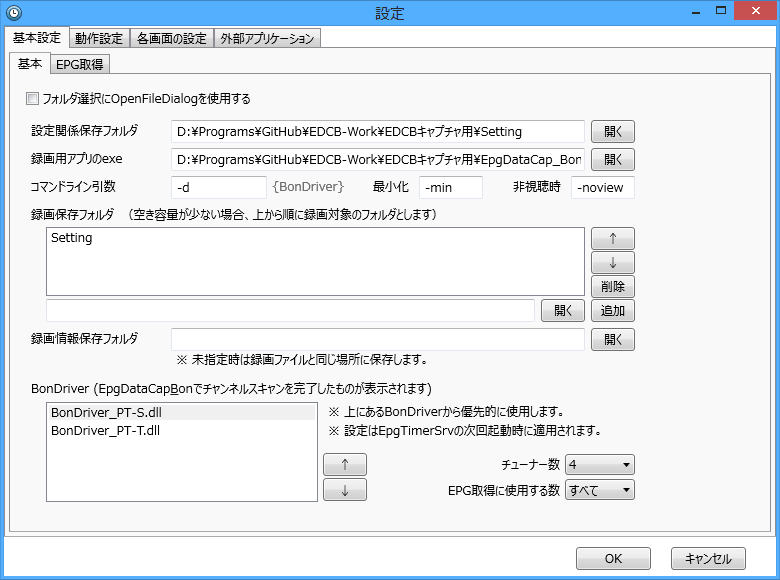 設定
基本設定 動作設定 各画面の設定 外部アプリケーション
基本 EPG取得
フォルダ選択にOpenFileDialogを使用する
設定関係保存フォルダ D:¥Programs¥GitHub¥EDCB-Work¥EDCBキャプチャ用¥Setting 開く
録画用アプリのexe D:¥Programs¥GitHub¥EDCB-Work¥EDCBキャプチャ用¥EpgDataCap_Bon 開く
コマンドライン引数 -d {BonDriver} 最小化 -min 非視聴時 -noview
録画保存フォルダ （空き容量が少ない場合、上から順に録画対象のフォルダとします）
Setting ↑
↓
削除
開く 追加
録画情報保存フォルダ 開く
※ 未指定時は録画ファイルと同じ場所に保存します。
BonDriver (EpgDataCapBonでチャンネルスキャンを完了したものが表示されます)
BonDriver_PT-S.dll ※ 上にあるBonDriverから優先的に使用します。
BonDriver_PT-T.dll ※ 設定はEpgTimerSrvの次回起動時に適用されます。
↑ チューナー数 4
↓ EPG取得に使用する数 すべて
OK キャンセル